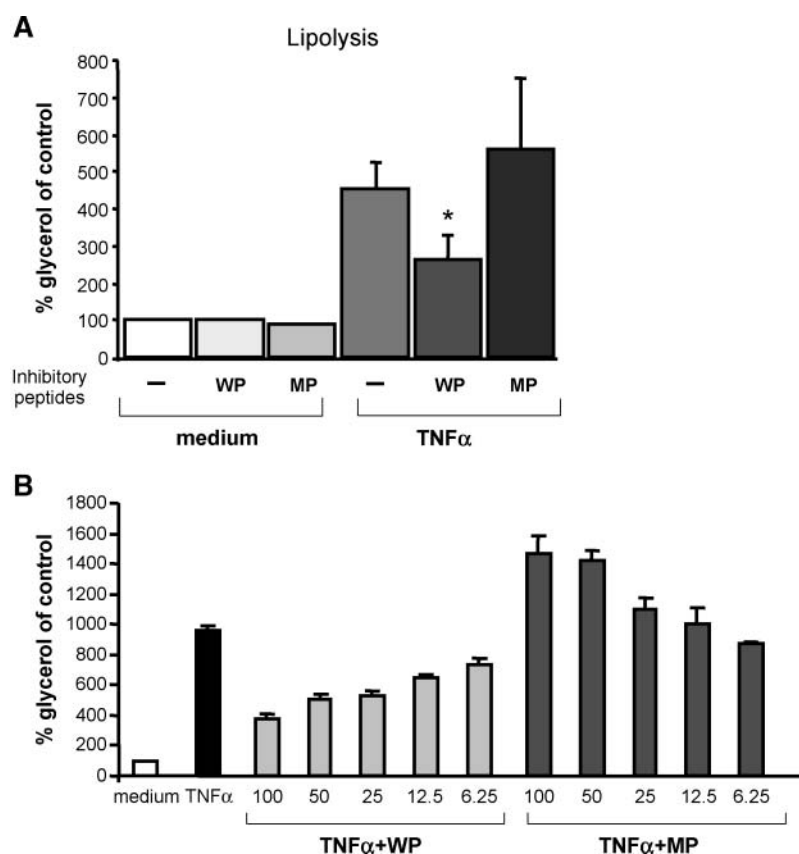 A
Lipolysis
% glycerol of control
800
700
600
500
400
300
200
100
0
*
Inhibitory peptides
– WP MP – WP MP
medium TNFα
B
% glycerol of control
1800
1600
1400
1200
1000
800
600
400
200
0
medium TNFα 100 50 25 12.5 6.25 100 50 25 12.5 6.25
TNFα+WP TNFα+MP